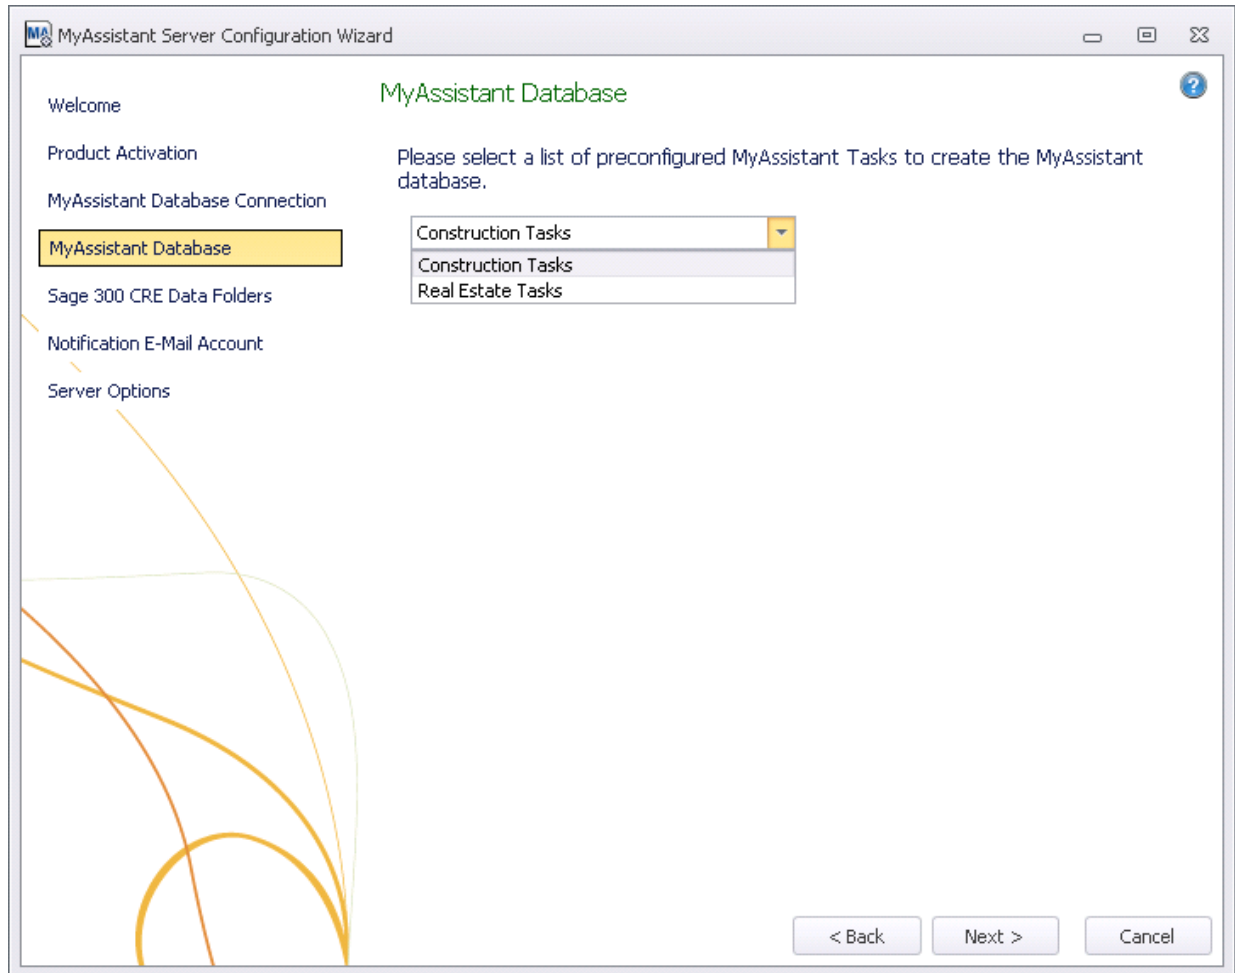 MA MyAssistant Server Configuration Wizard
MyAssistant Database
?
Welcome
Product Activation
MyAssistant Database Connection
MyAssistant Database
Sage 300 CRE Data Folders
Notification E-Mail Account
Server Options
Please select a list of preconfigured MyAssistant Tasks to create the MyAssistant
database.
Construction Tasks
Construction Tasks
Real Estate Tasks
< Back
Next >
Cancel